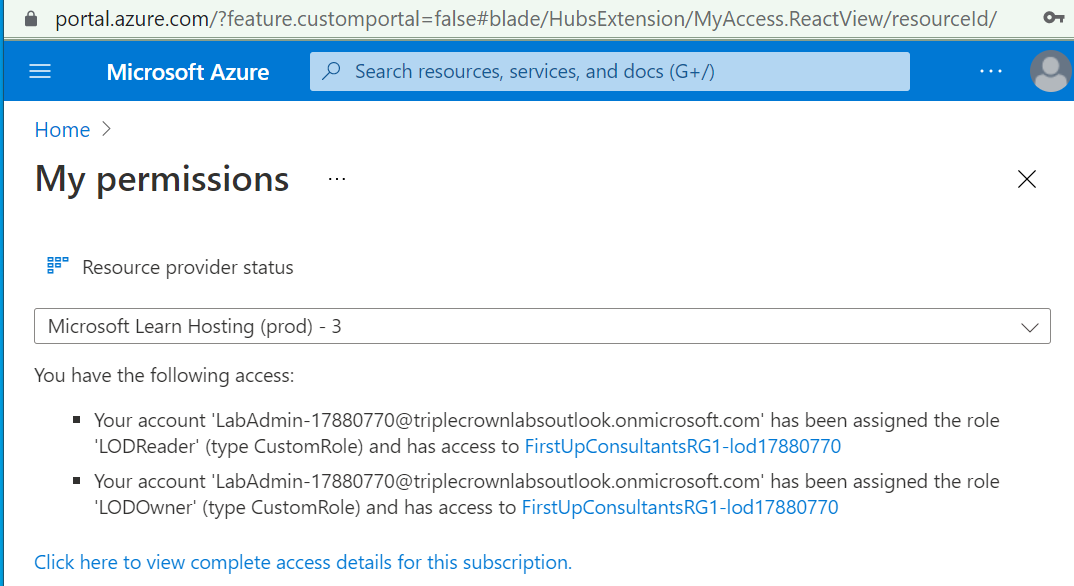 portal.azure.com/?feature.customportal=false#blade/HubsExtension/MyAccess.ReactView/resourceId/
Microsoft Azure
Search resources, services, and docs (G+/)
...
Home >
My permissions ...
Resource provider status
Microsoft Learn Hosting (prod) - 3
You have the following access:
Your account 'LabAdmin-17880770@triplecrownlabsoutlook.onmicrosoft.com' has been assigned the role
'LODReader' (type CustomRole) and has access to FirstUpConsultantsRG1-lod17880770
Your account 'LabAdmin-17880770@triplecrownlabsoutlook.onmicrosoft.com' has been assigned the role
'LODOwner' (type CustomRole) and has access to FirstUpConsultantsRG1-lod17880770
Click here to view complete access details for this subscription.